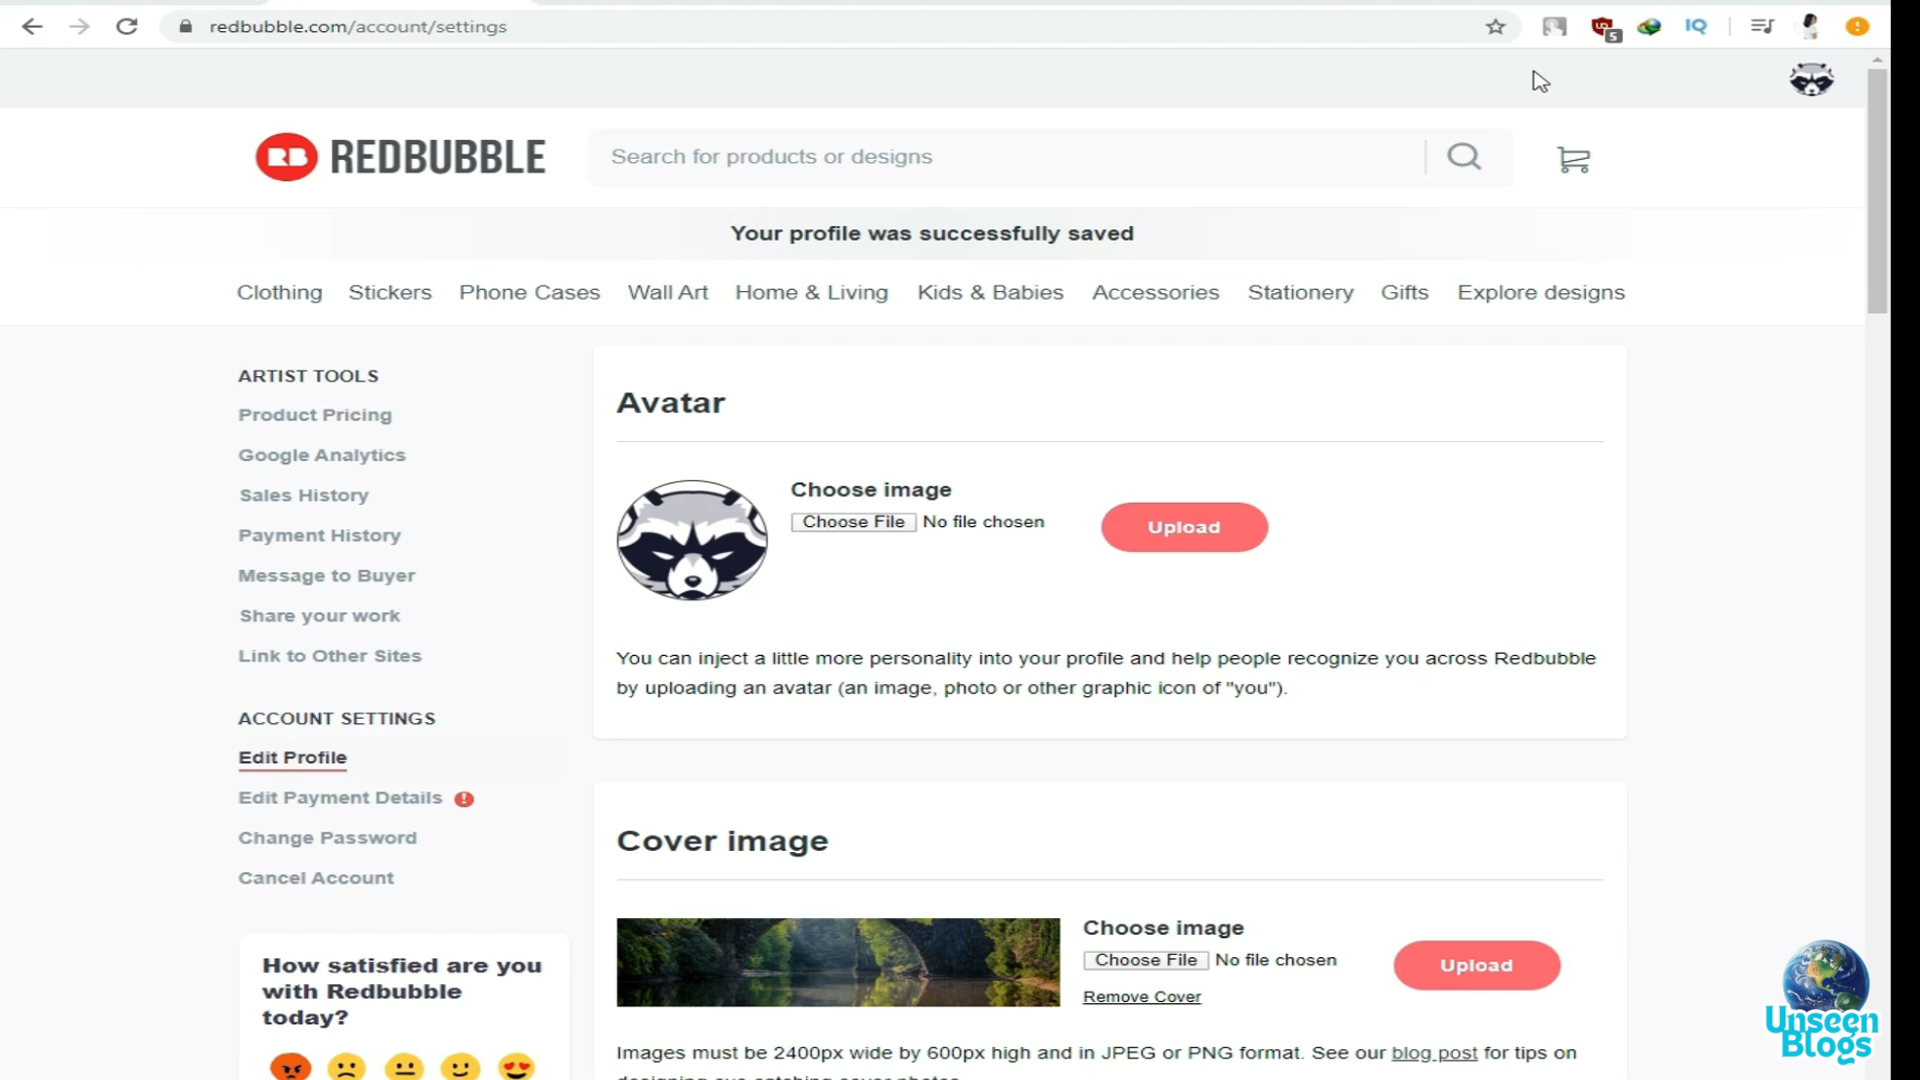 redbubble.com/account/settings
5
IQ
RB REDBUBBLE
Search for products or designs
Your profile was successfully saved
Clothing Stickers Phone Cases Wall Art Home & Living Kids & Babies Accessories Stationery Gifts Explore designs
ARTIST TOOLS
Product Pricing
Google Analytics
Sales History
Payment History
Message to Buyer
Share your work
Link to Other Sites
ACCOUNT SETTINGS
Edit Profile
Edit Payment Details
Change Password
Cancel Account
How satisfied are you
with Redbubble
today?
Avatar
Choose image
Choose File No file chosen
Upload
You can inject a little more personality into your profile and help people recognize you across Redbubble
by uploading an avatar (an image, photo or other graphic icon of "you").
Cover image
Choose image
Choose File No file chosen
Upload
Remove Cover
Images must be 2400px wide by 600px high and in JPEG or PNG format. See our blog post for tips on
Unseen
Blogs